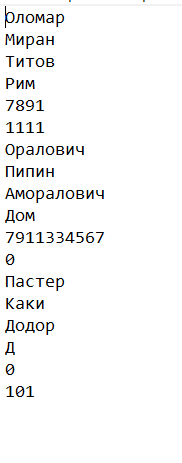 Оломар
Миран
Титов
Рим
7891
1111
Оралович
Пипин
Аморалович
Дом
7911334567
0
Пастер
Каки
Додор
Д
0
101